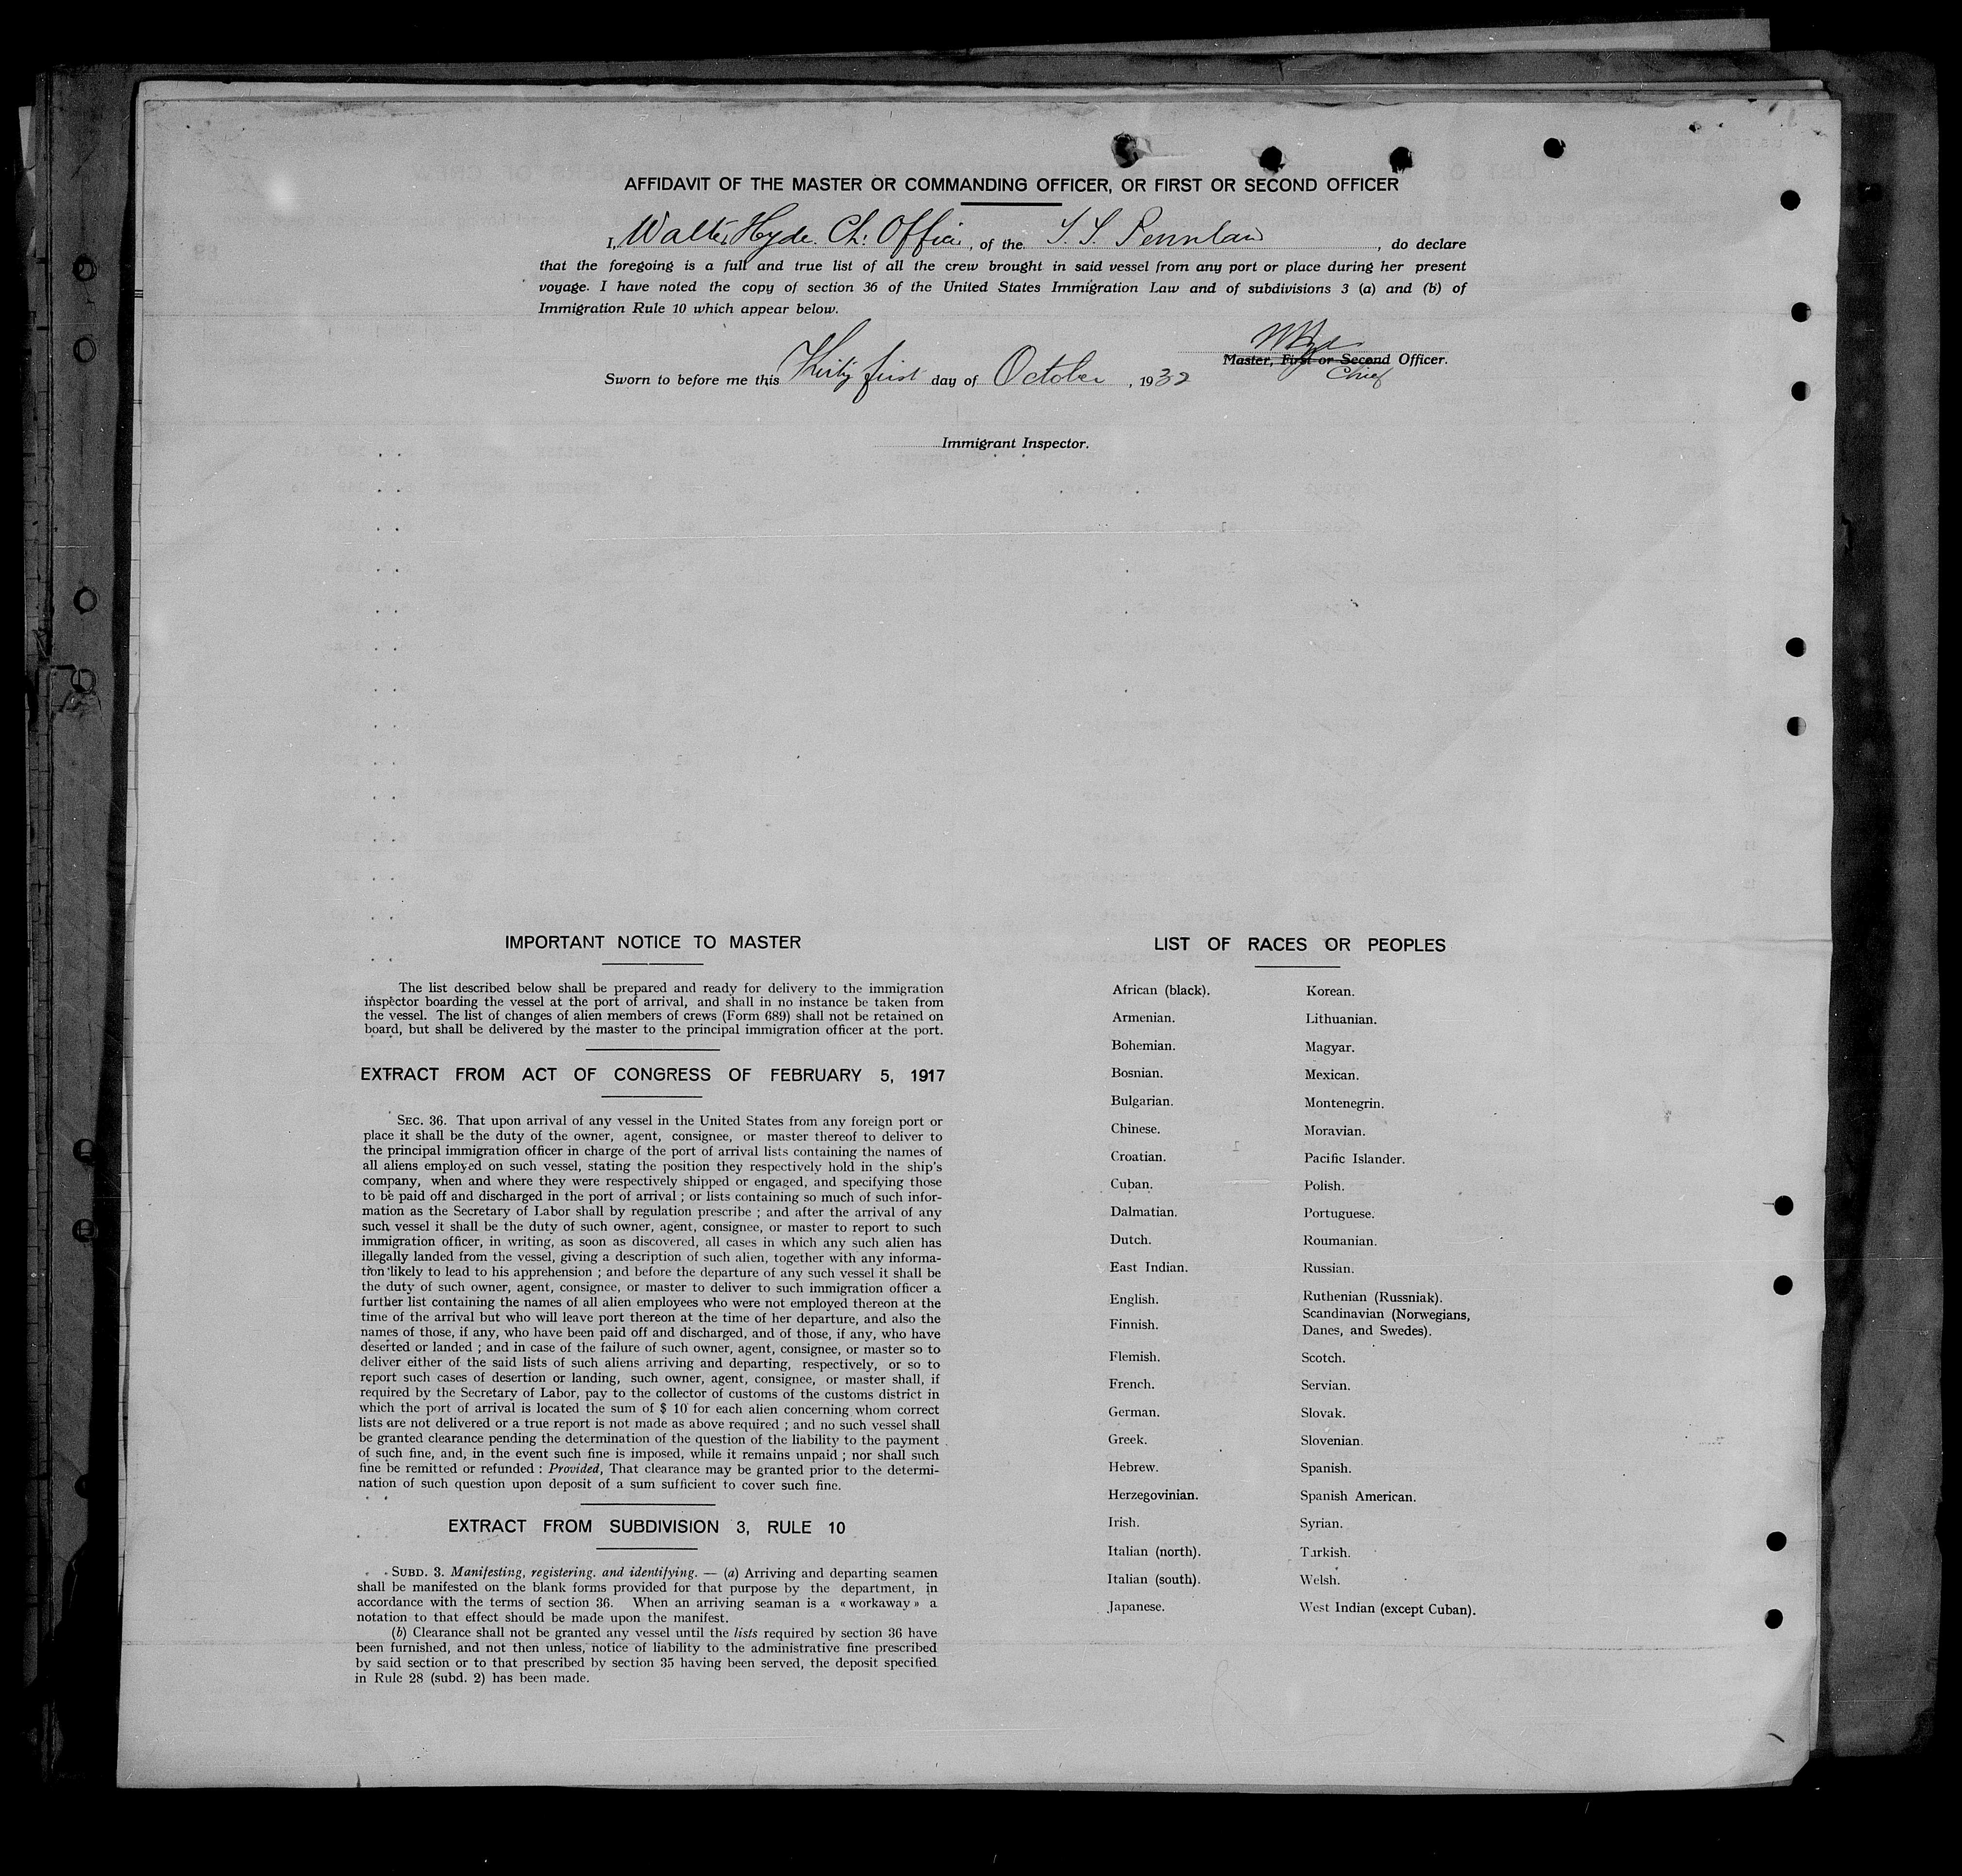 AFFIDAVIT OF THE MASTER OR COMMANDING OFFICER, OR FIRST OR SECOND OFFICER
I, Walter Hyde. Ch: Officer, of the S. S. Pennland, do declare
that the foregoing is a full and true list of all the crew brought in said vessel from any port or place during her present
voyage. I have noted the copy of section 36 of the United States Immigration Law and of subdivisions 3 (a) and (b) of
Immigration Rule 10 which appear below.
WHyde
Master, First or Second Officer.
Chief
Sworn to before me this Thirty first day of October, 1932
Immigrant Inspector.
IMPORTANT NOTICE TO MASTER
The list described below shall be prepared and ready for delivery to the immigration
inspector boarding the vessel at the port of arrival, and shall in no instance be taken from
the vessel. The list of changes of alien members of crews (Form 689) shall not be retained on
board, but shall be delivered by the master to the principal immigration officer at the port.
EXTRACT FROM ACT OF CONGRESS OF FEBRUARY 5, 1917
SEC. 36. That upon arrival of any vessel in the United States from any foreign port or
place it shall be the duty of the owner, agent, consignee, or master thereof to deliver to
the principal immigration officer in charge of the port of arrival lists containing the names of
all aliens employed on such vessel, stating the position they respectively hold in the ship's
company, when and where they were respectively shipped or engaged, and specifying those
to be paid off and discharged in the port of arrival ; or lists containing so much of such infor-
mation as the Secretary of Labor shall by regulation prescribe ; and after the arrival of any
such vessel it shall be the duty of such owner, agent, consignee, or master to report to such
immigration officer, in writing, as soon as discovered, all cases in which any such alien has
illegally landed from the vessel, giving a description of such alien, together with any informa-
tion likely to lead to his apprehension ; and before the departure of any such vessel it shall be
the duty of such owner, agent, consignee, or master to deliver to such immigration officer a
further list containing the names of all alien employees who were not employed thereon at the
time of the arrival but who will leave port thereon at the time of her departure, and also the
names of those, if any, who have been paid off and discharged, and of those, if any, who have
deserted or landed ; and in case of the failure of such owner, agent, consignee, or master so to
deliver either of the said lists of such aliens arriving and departing, respectively, or so to
report such cases of desertion or landing, such owner, agent, consignee, or master shall, if
required by the Secretary of Labor, pay to the collector of customs of the customs district in
which the port of arrival is located the sum of $ 10 for each alien concerning whom correct
lists are not delivered or a true report is not made as above required ; and no such vessel shall
be granted clearance pending the determination of the question of the liability to the payment
of such fine, and, in the event such fine is imposed, while it remains unpaid ; nor shall such
fine be remitted or refunded : Provided, That clearance may be granted prior to the determi-
nation of such question upon deposit of a sum sufficient to cover such fine.
EXTRACT FROM SUBDIVISION 3, RULE 10
SUBD. 3. Manifesting, registering. and identifying. — (a) Arriving and departing seamen
shall be manifested on the blank forms provided for that purpose by the department, in
accordance with the terms of section 36. When an arriving seaman is a « workaway » a
notation to that effect should be made upon the manifest.
(b) Clearance shall not be granted any vessel until the lists required by section 36 have
been furnished, and not then unless, notice of liability to the administrative fine prescribed
by said section or to that prescribed by section 35 having been served, the deposit specified
in Rule 28 (subd. 2) has been made.
LIST OF RACES OR PEOPLES
African (black).
Armenian.
Bohemian.
Bosnian.
Bulgarian.
Chinese.
Croatian.
Cuban.
Dalmatian.
Dutch.
East Indian.
English.
Finnish.
Flemish.
French.
German.
Greek.
Hebrew.
Herzegovinian.
Irish.
Italian (north).
Italian (south).
Japanese.
Korean.
Lithuanian.
Magyar.
Mexican.
Montenegrin.
Moravian.
Pacific Islander.
Polish.
Portuguese.
Roumanian.
Russian.
Ruthenian (Russniak).
Scandinavian (Norwegians,
Danes, and Swedes).
Scotch.
Servian.
Slovak.
Slovenian.
Spanish.
Spanish American.
Syrian.
Turkish.
Welsh.
West Indian (except Cuban).